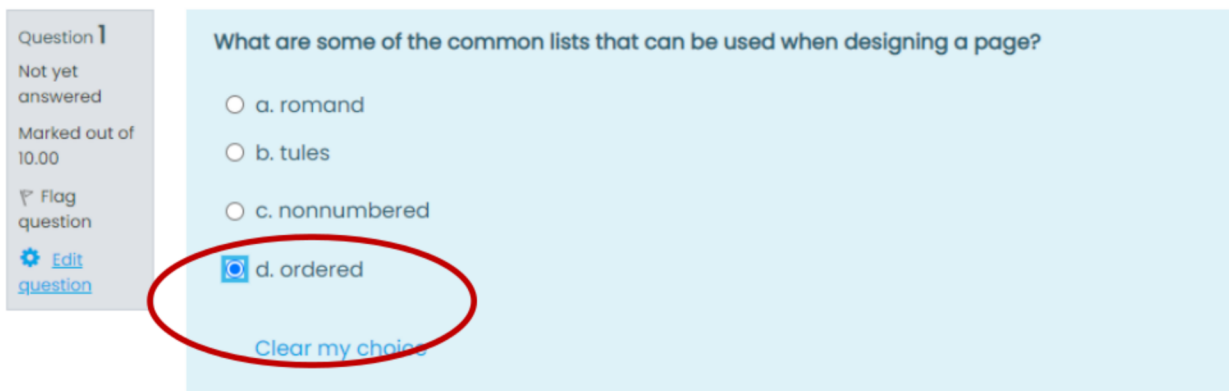 Question 1
Not yet
answered
Marked out of
10.00
Flag
question
Edit
question
What are some of the common lists that can be used when designing a page?
a. romand
b. tules
c. nonnumbered
d. ordered
Clear my choice